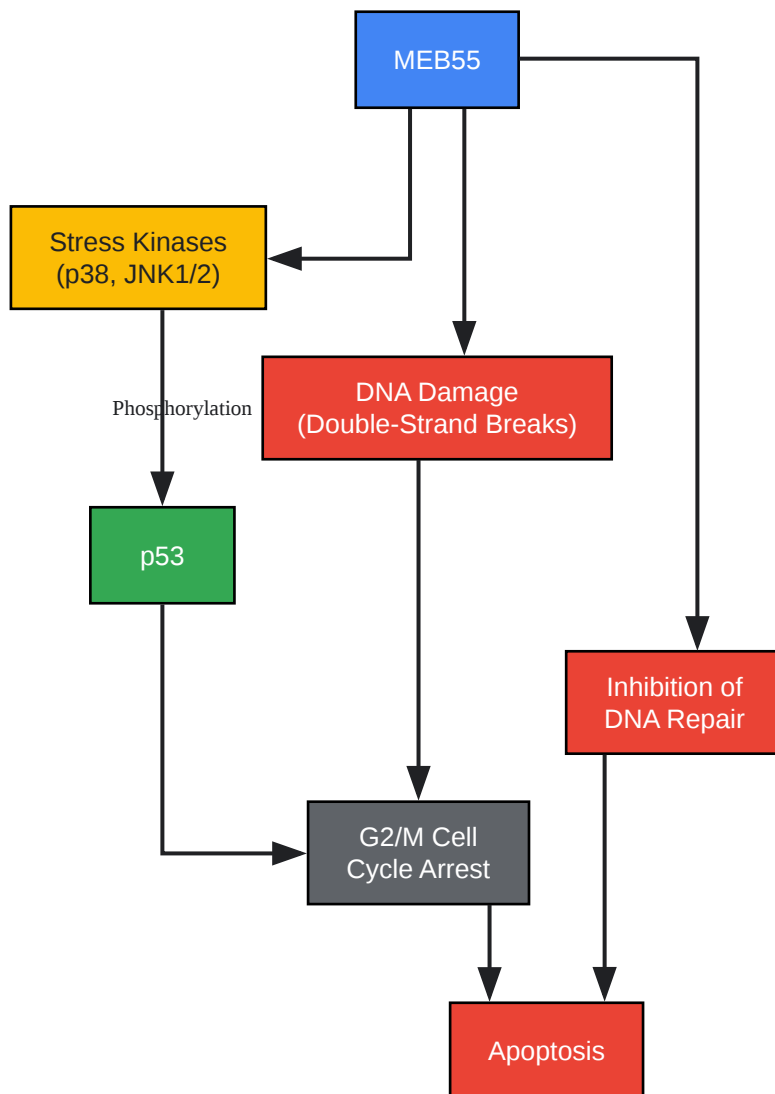 MEB55
Stress Kinases
(p38, JNK1/2)
DNA Damage
(Double-Strand Breaks)
Phosphorylation
p53
Inhibition of
DNA Repair
G2/M Cell
Cycle Arrest
Apoptosis